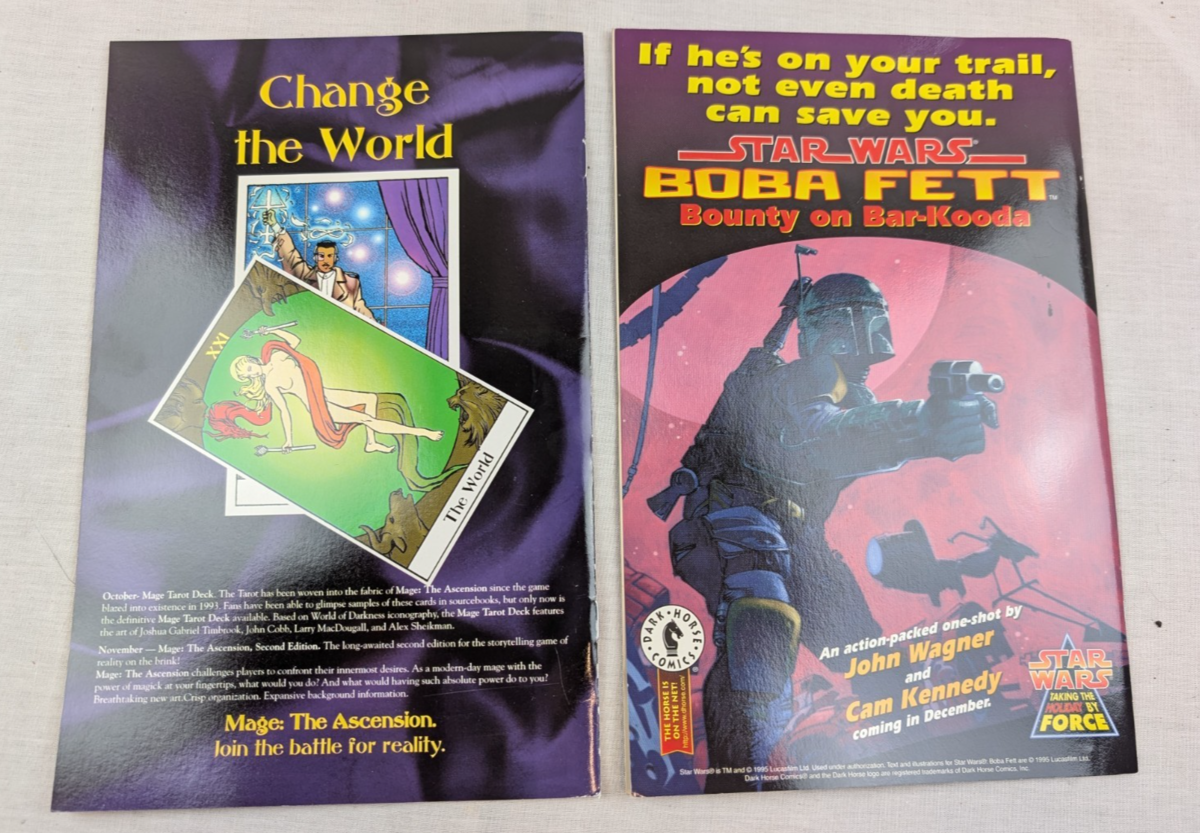 Change
the World
XXI
The World
October- Mage Tarot Deck. The Tarot has been woven into the fabric of Mage: The Ascension since the game
blazed into existence in 1993. Fans have been able to glimpse samples of these cards in sourcebooks, but only now is
the definitive Mage Tarot Deck available. Based on World of Darkness iconography, the Mage Tarot Deck features
the art of Joshua Gabriel Timbrook, John Cobb, Larry MacDougall, and Alex Sheikman.
November — Mage: The Ascension, Second Edition. The long-awaited second edition for the storytelling game of
reality on the brink!
Mage: The Ascension challenges players to confront their innermost desires. As a modern-day mage with the
power of magick at your fingertips, what would you do? And what would having such absolute power do to you?
Breathtaking new art.Crisp organization. Expansive background information.
Mage: The Ascension.
Join the battle for reality.
If he's on your trail,
not even death
can save you.
STAR WARS®
BOBA FETT™
Bounty on Bar-Kooda
DARK HORSE
COMICS®
THE HORSE IS
ON THE NET!
http://www.dhorse.com/
An action-packed one-shot by
John Wagner
and
Cam Kennedy
coming in December.
STAR
WARS
TAKING THE
HOLIDAY BY
FORCE
Star Wars® is TM and © 1995 Lucasfilm Ltd. Used under authorization. Text and illustrations for Star Wars®: Boba Fett are © 1995 Lucasfilm Ltd.
Dark Horse Comics® and the Dark Horse logo are registered trademarks of Dark Horse Comics, Inc.